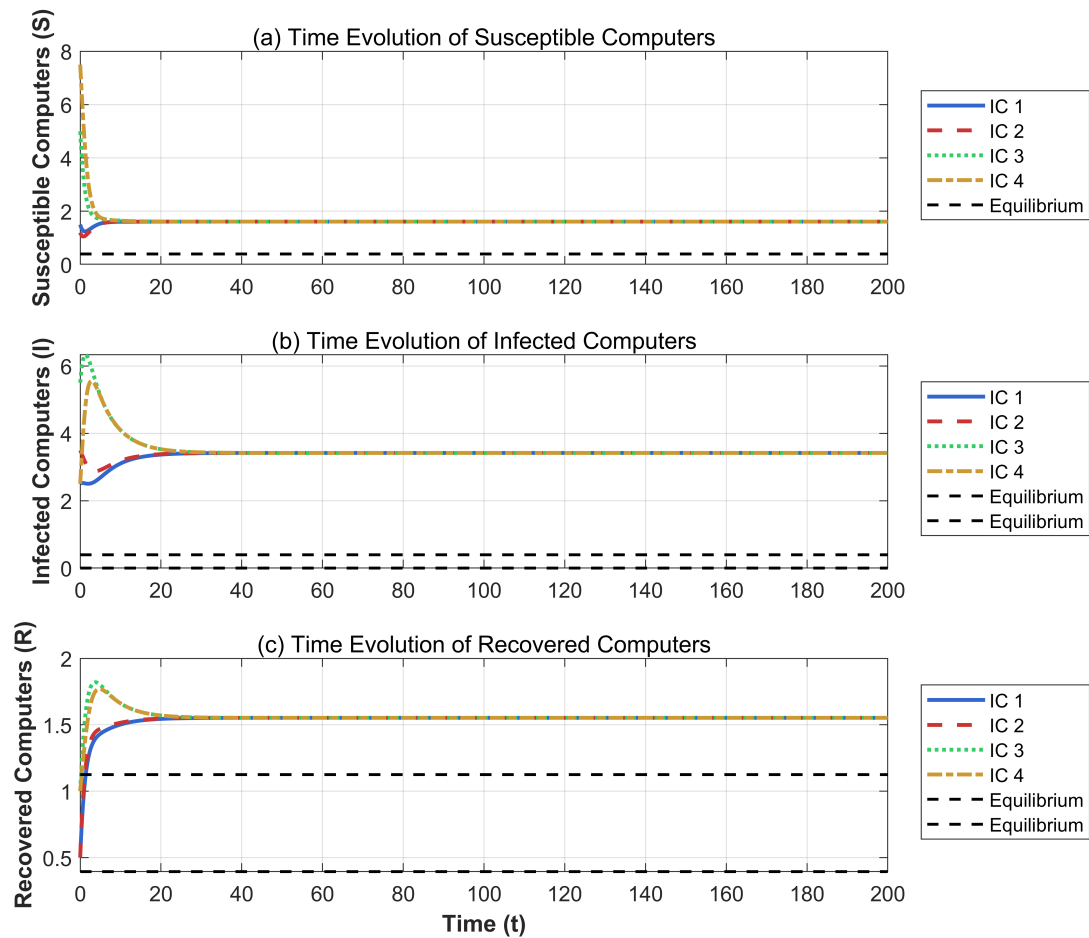 (a) Time Evolution of Susceptible Computers
Susceptible Computers (S)
8
6
4
2
0
0 20 40 60 80 100 120 140 160 180 200
IC 1
IC 2
IC 3
IC 4
Equilibrium
(b) Time Evolution of Infected Computers
Infected Computers (I)
6
4
2
0
0 20 40 60 80 100 120 140 160 180 200
IC 1
IC 2
IC 3
IC 4
Equilibrium
Equilibrium
(c) Time Evolution of Recovered Computers
Recovered Computers (R)
2
1.5
1
0.5
0 20 40 60 80 100 120 140 160 180 200
Time (t)
IC 1
IC 2
IC 3
IC 4
Equilibrium
Equilibrium